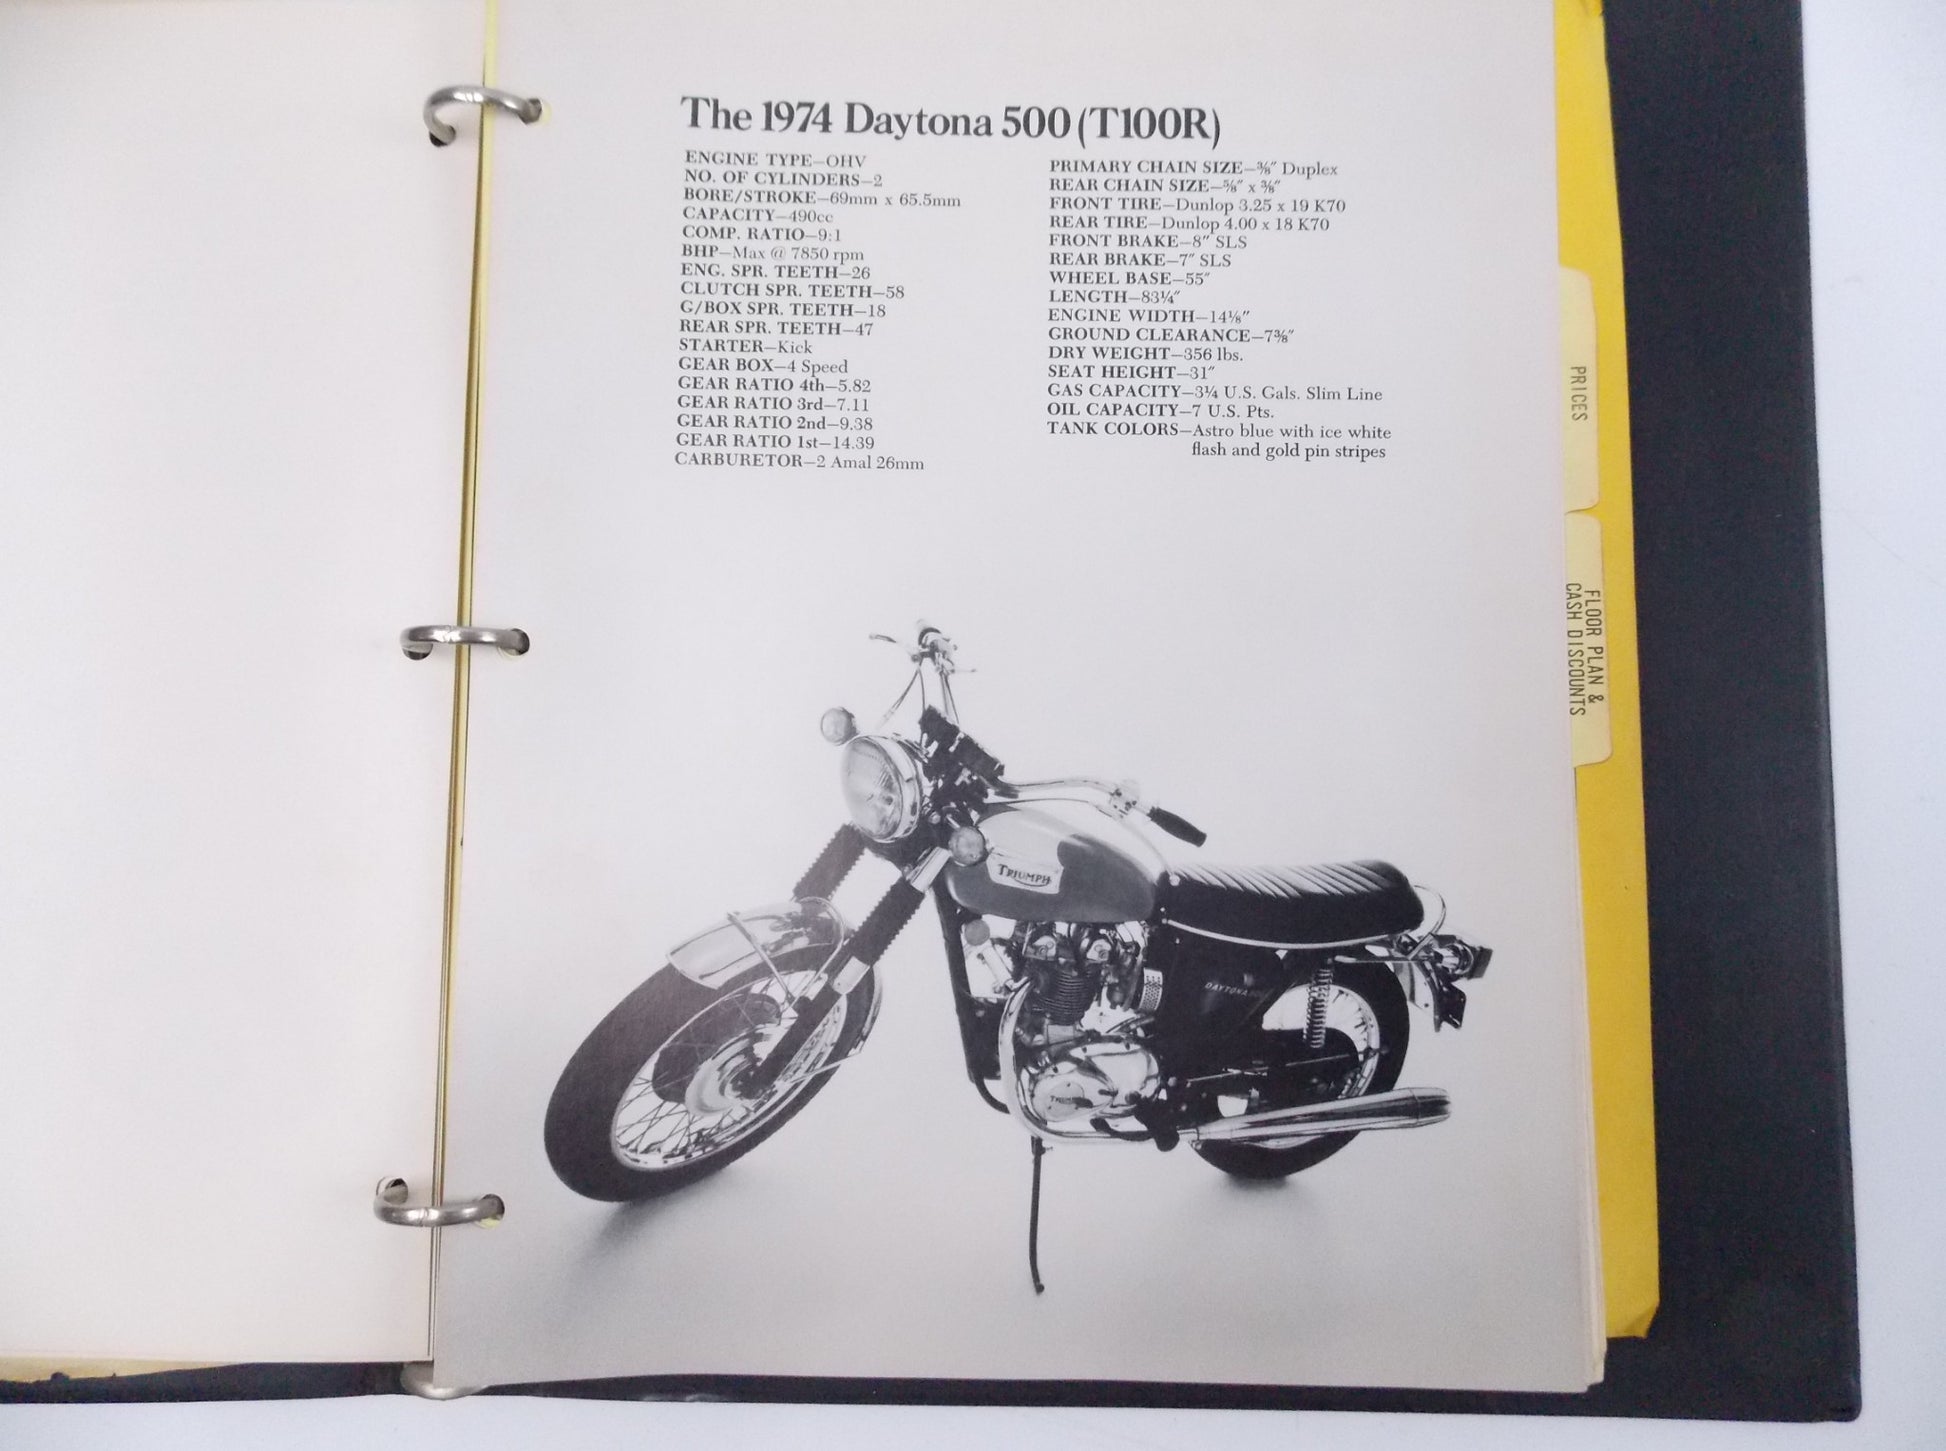 The 1974 Daytona 500 (T100R)
ENGINE TYPE—OHV
NO. OF CYLINDERS—2
BORE/STROKE—69mm x 65.5mm
CAPACITY—490cc
COMP. RATIO—9:1
BHP—Max @ 7850 rpm
ENG. SPR. TEETH—26
CLUTCH SPR. TEETH—58
G/BOX SPR. TEETH—18
REAR SPR. TEETH—47
STARTER—Kick
GEAR BOX—4 Speed
GEAR RATIO 4th—5.82
GEAR RATIO 3rd—7.11
GEAR RATIO 2nd—9.38
GEAR RATIO 1st—14.39
CARBURETOR—2 Amal 26mm
PRIMARY CHAIN SIZE—⅜″ Duplex
REAR CHAIN SIZE—⅝″ x ⅜″
FRONT TIRE—Dunlop 3.25 x 19 K70
REAR TIRE—Dunlop 4.00 x 18 K70
FRONT BRAKE—8″ SLS
REAR BRAKE—7″ SLS
WHEEL BASE—55″
LENGTH—83¼″
ENGINE WIDTH—14⅛″
GROUND CLEARANCE—7⅜″
DRY WEIGHT—356 lbs.
SEAT HEIGHT—31″
GAS CAPACITY—3¼ U.S. Gals. Slim Line
OIL CAPACITY—7 U.S. Pts.
TANK COLORS—Astro blue with ice white
flash and gold pin stripes
PRICES
FLOOR PLAN &
CASH DISCOUNTS
TRIUMPH
DAYTONA 500
TRIUMPH